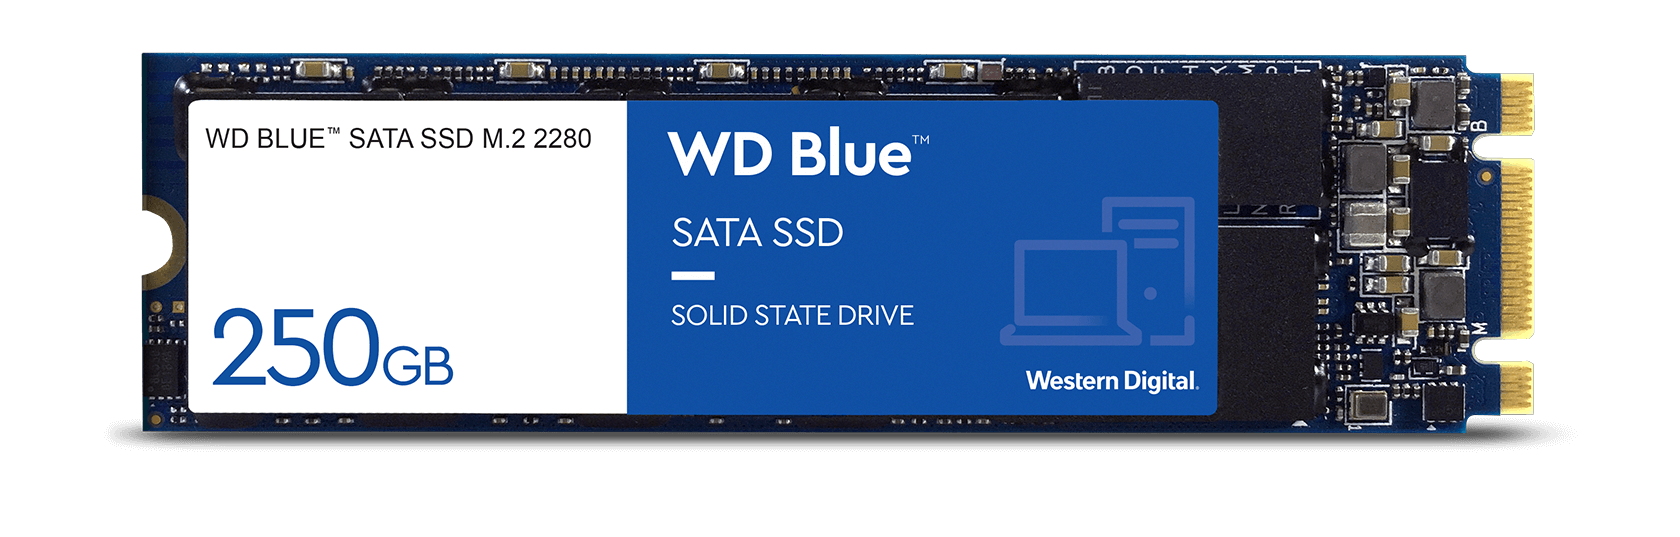 WD BLUE™ SATA SSD M.2 2280
250GB
WD Blue™
SATA SSD
SOLID STATE DRIVE
Western Digital.
B
M